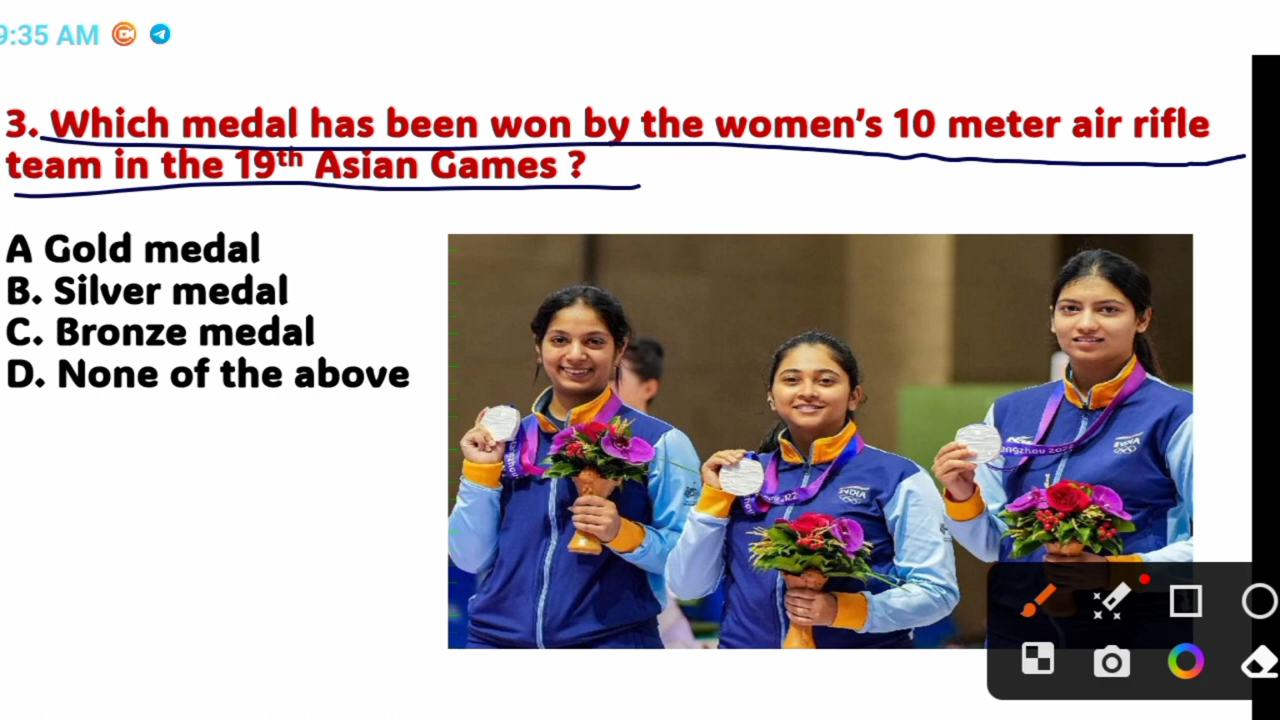 9:35 AM
3. Which medal has been won by the women's 10 meter air rifle
team in the 19th Asian Games ?
A Gold medal
B. Silver medal
C. Bronze medal
D. None of the above
INDIA
INDIA